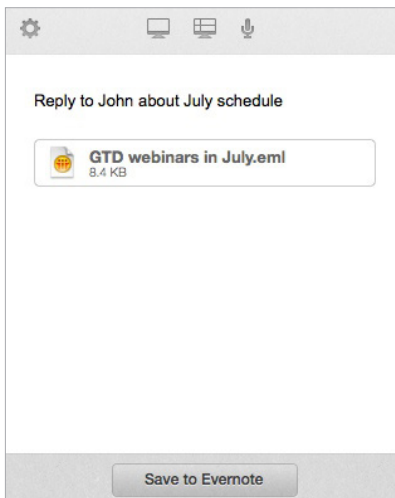 Reply to John about July schedule
GTD webinars in July.eml
8.4 KB
Save to Evernote